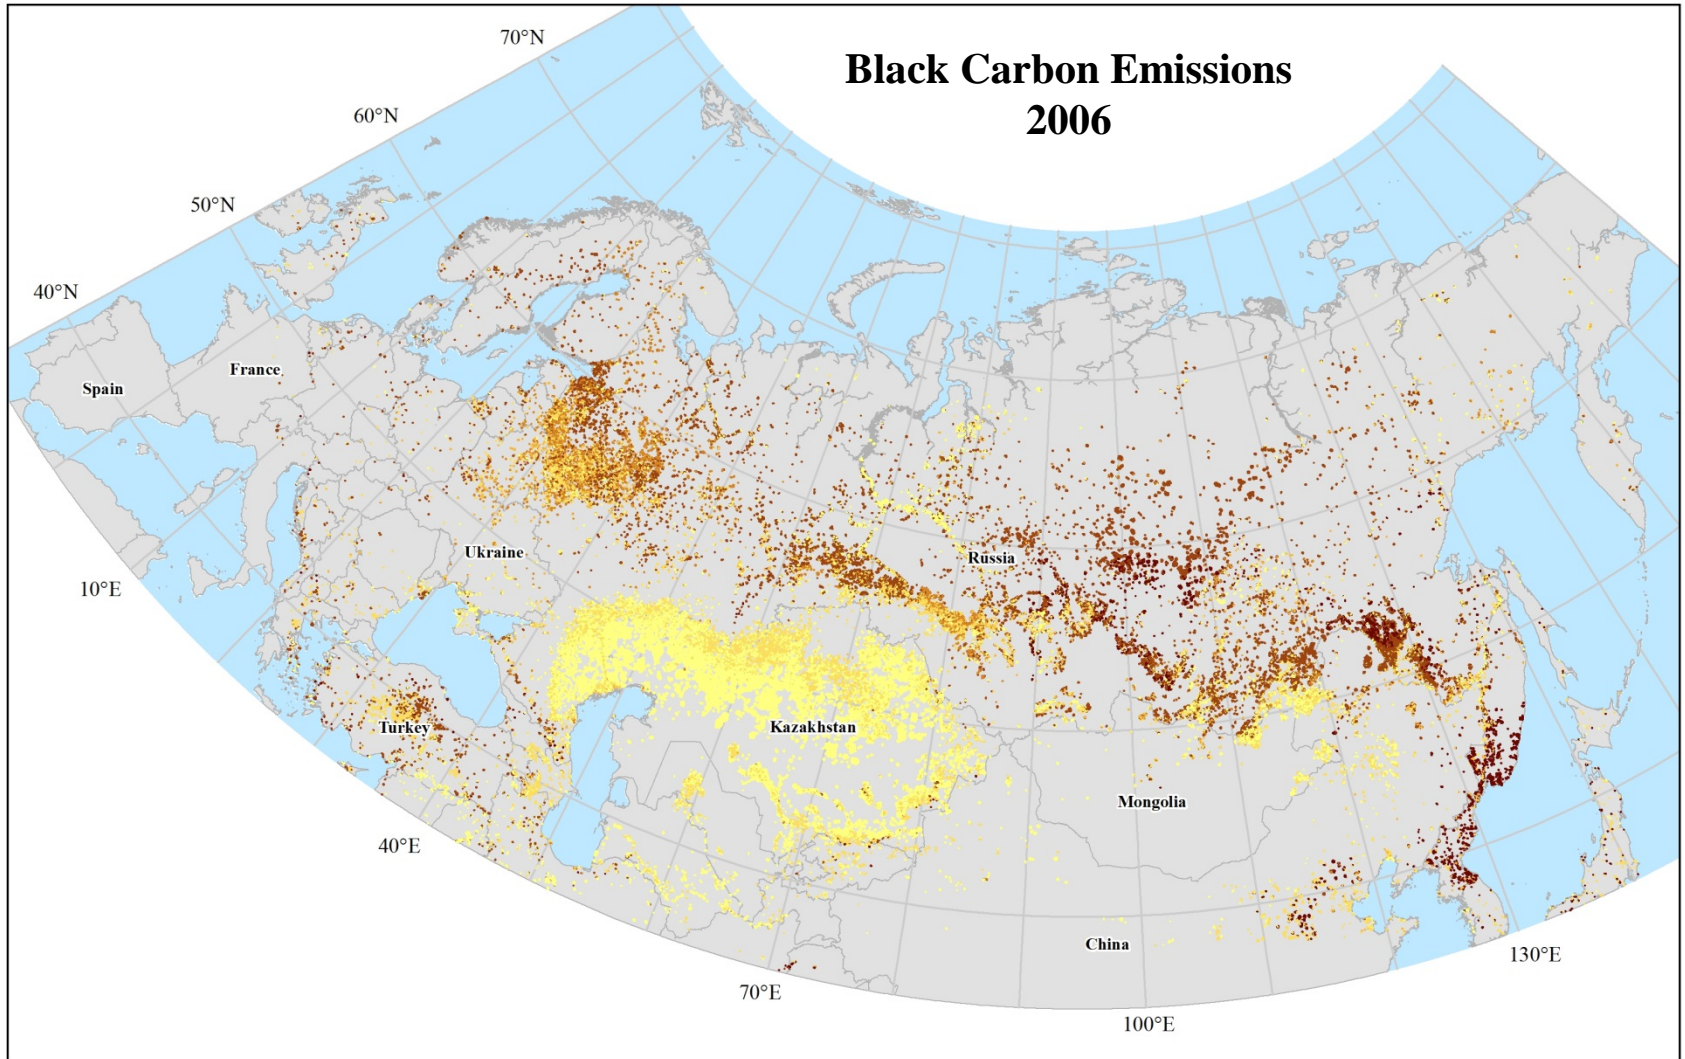 Black Carbon Emissions
2006
70°N
60°N
50°N
40°N
Spain
France
Ukraine
Russia
10°E
Turkey
Kazakhstan
Mongolia
40°E
China
70°E
130°E
100°E